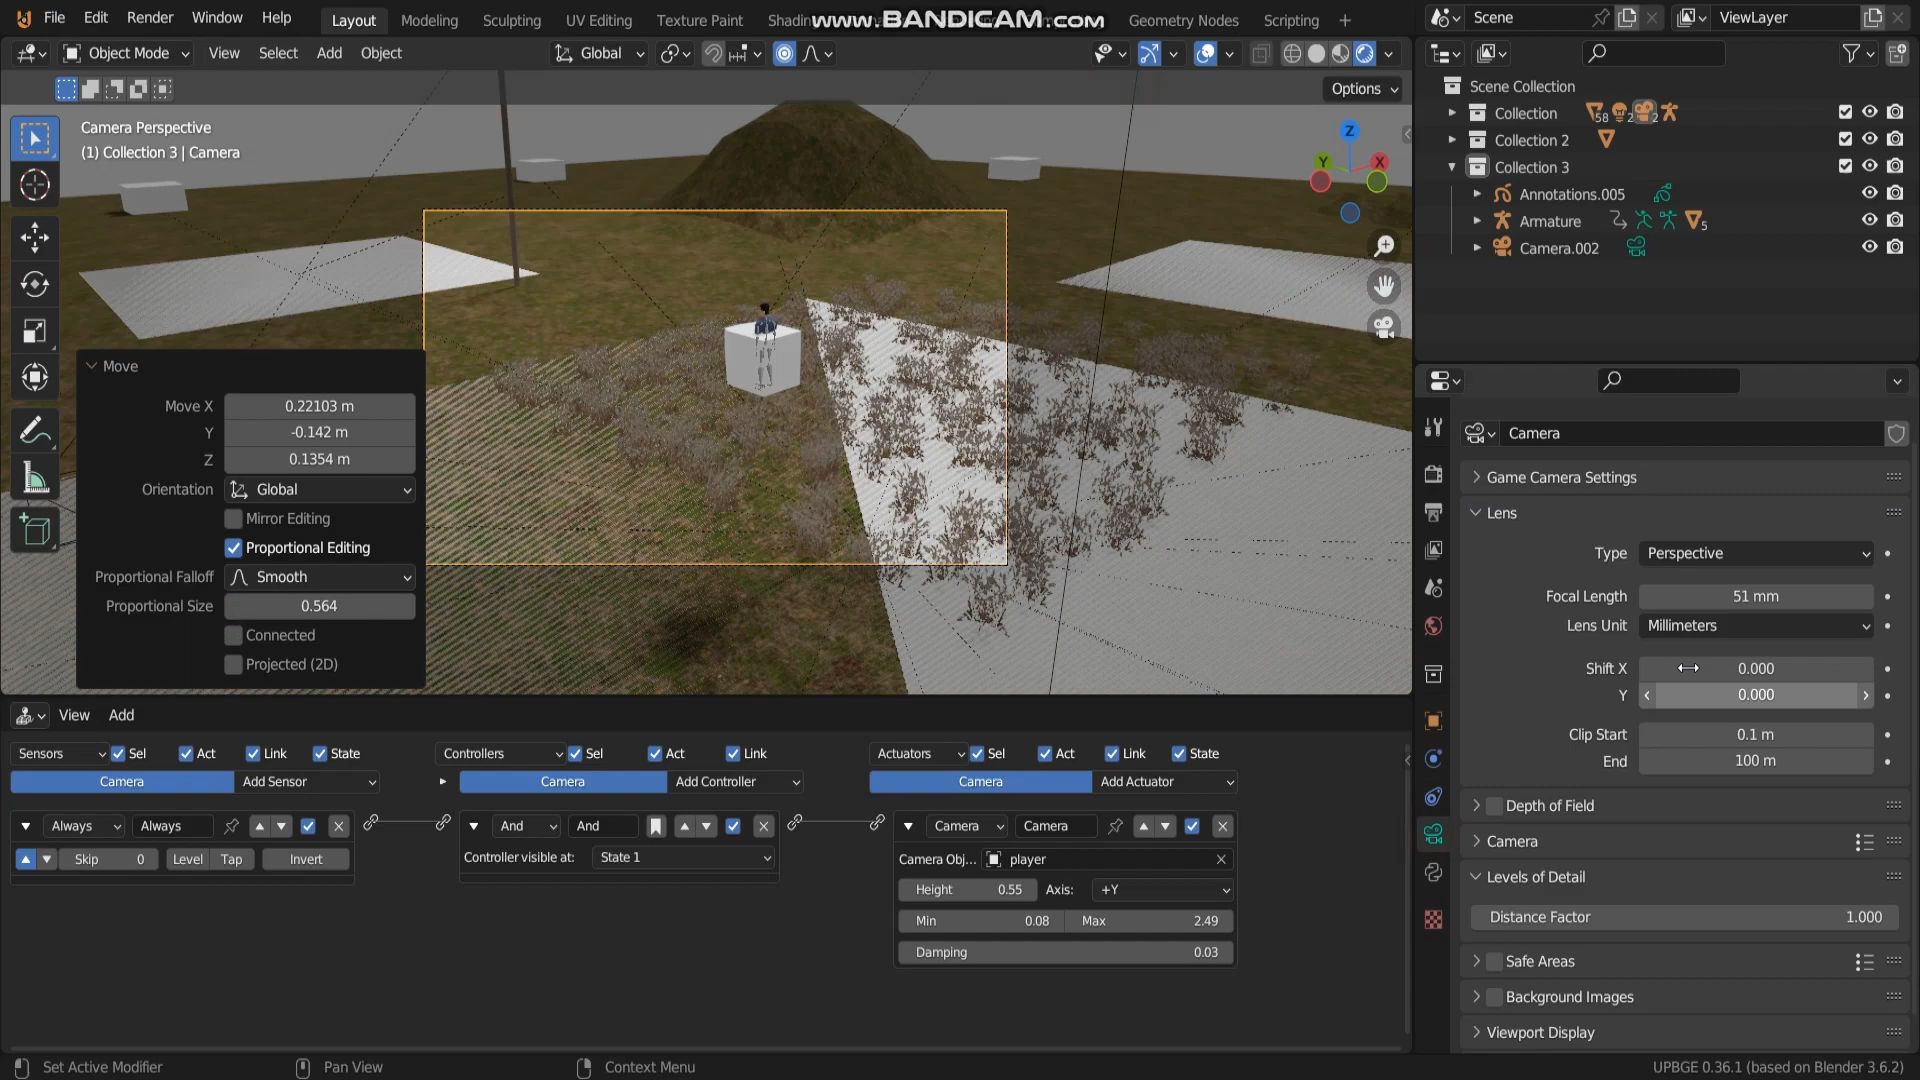 File Edit Render Window Help Layout Modeling Sculpting UV Editing Texture Paint Shadin www.BANDICAM.com Geometry Nodes Scripting Scene ViewLayer
Object Mode View Select Add Object Global
Options
Camera Perspective
(1) Collection 3 | Camera
Z
Y X
Scene Collection
Collection 58 2 2
Collection 2
Collection 3
Annotations.005
Armature 5
Camera.002
Move
Move X 0.22103 m
Y -0.142 m
Z 0.1354 m
Orientation Global
Mirror Editing
Proportional Editing
Proportional Falloff Smooth
Proportional Size 0.564
Connected
Projected (2D)
Camera
Game Camera Settings
Lens
Type Perspective
Focal Length 51 mm
Lens Unit Millimeters
Shift X 0.000
Y 0.000
Clip Start 0.1 m
End 100 m
Depth of Field
Camera
Levels of Detail
Distance Factor 1.000
Safe Areas
Background Images
Viewport Display
View Add
Sensors Sel Act Link State Controllers Sel Act Link Actuators Sel Act Link State
Camera Add Sensor Camera Add Controller Camera Add Actuator
Always Always And And Camera Camera
Skip 0 Level Tap Invert Controller visible at: State 1 Camera Obj... player
Height 0.55 Axis: +Y
Min 0.08 Max 2.49
Damping 0.03
Set Active Modifier Pan View Context Menu UPBGE 0.36.1 (based on Blender 3.6.2)